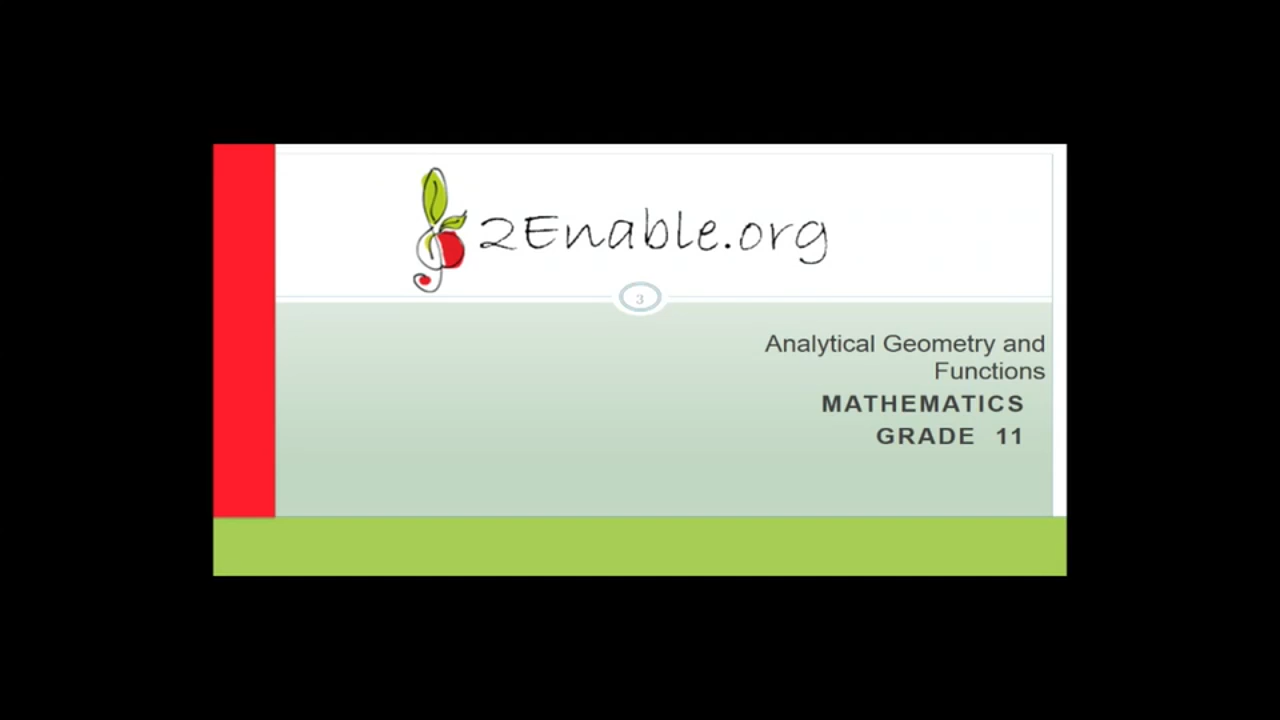 2Enable.org
3
Analytical Geometry and
Functions
MATHEMATICS
GRADE 11